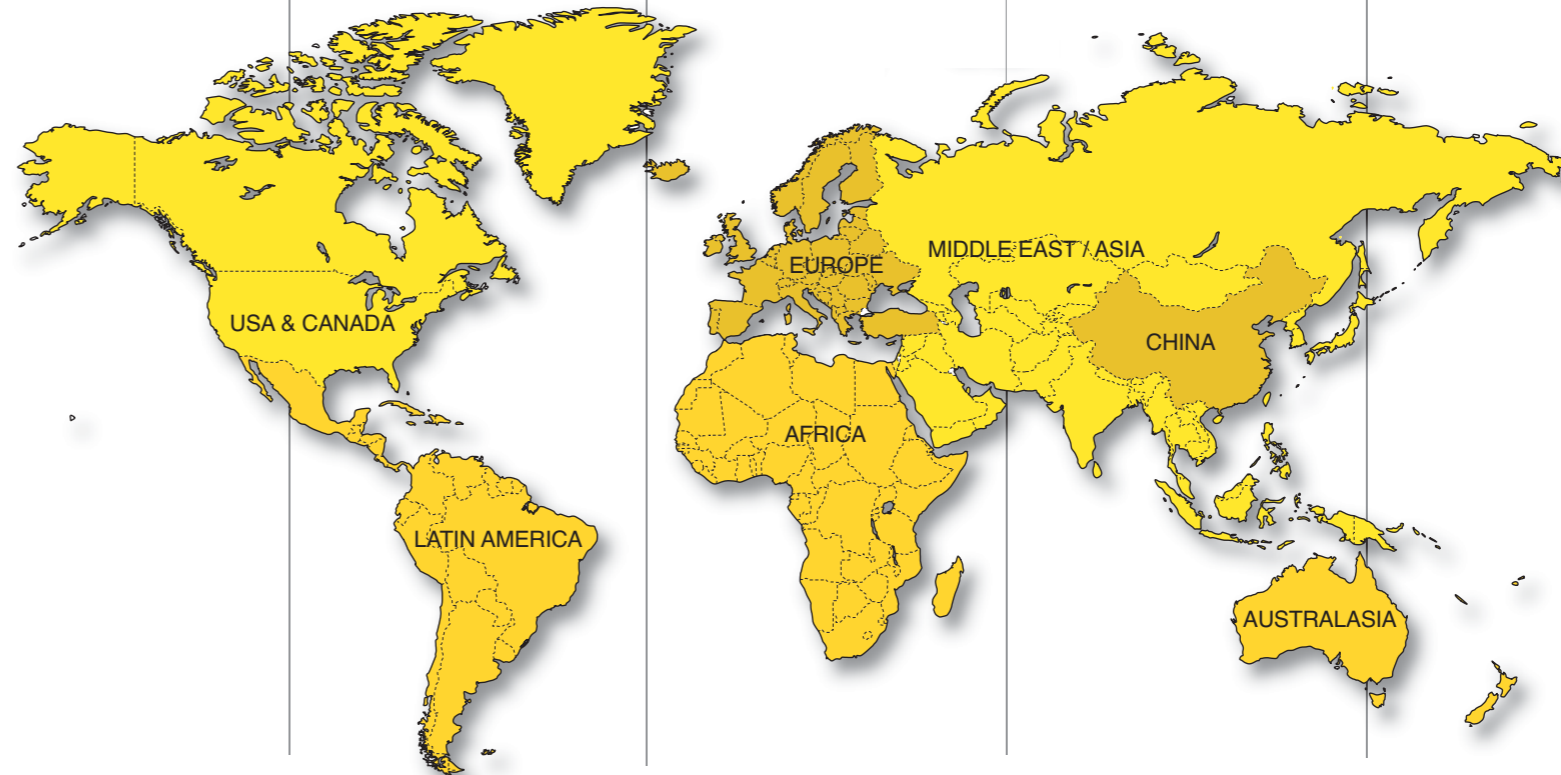 MIDDLE EAST / ASIA
EUROPE
USA & CANADA
CHINA
AFRICA
LATIN AMERICA
AUSTRALASIA